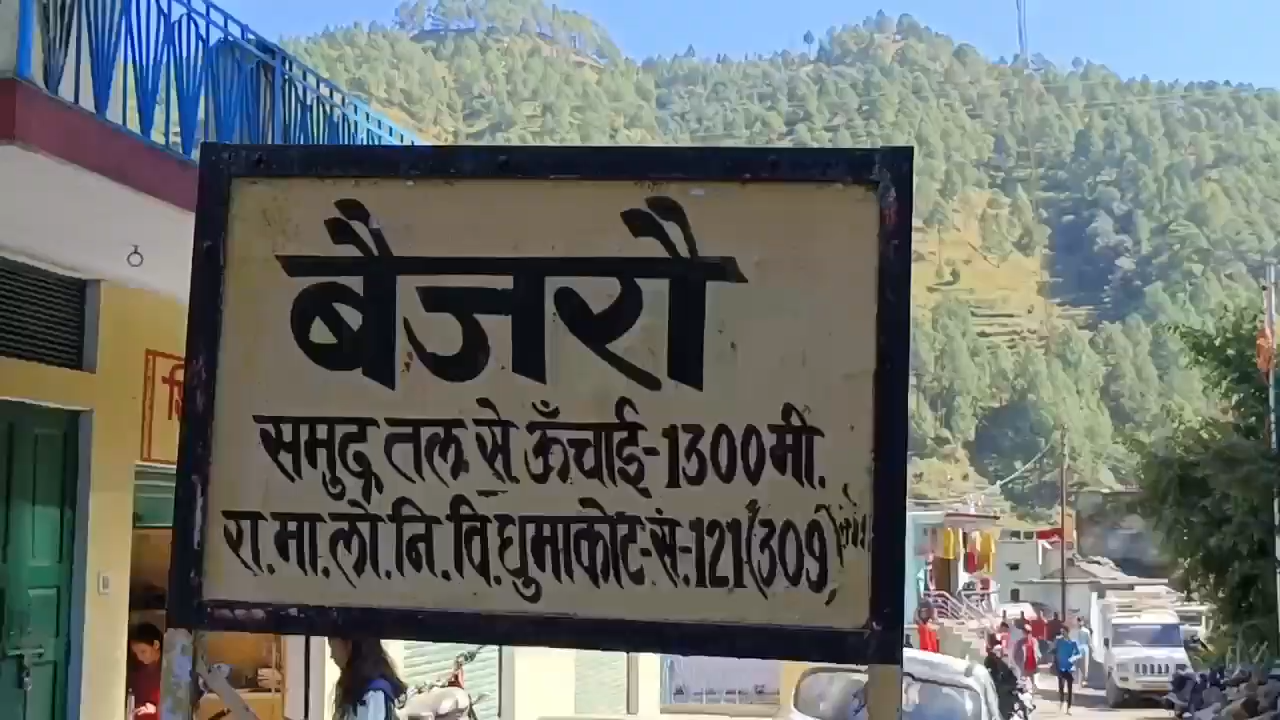 बैजरौ
समुद्र तल से ऊँचाई-1300मी.
रा.मा.लो.नि.वि.धुमाकोट-सं.-121(309)